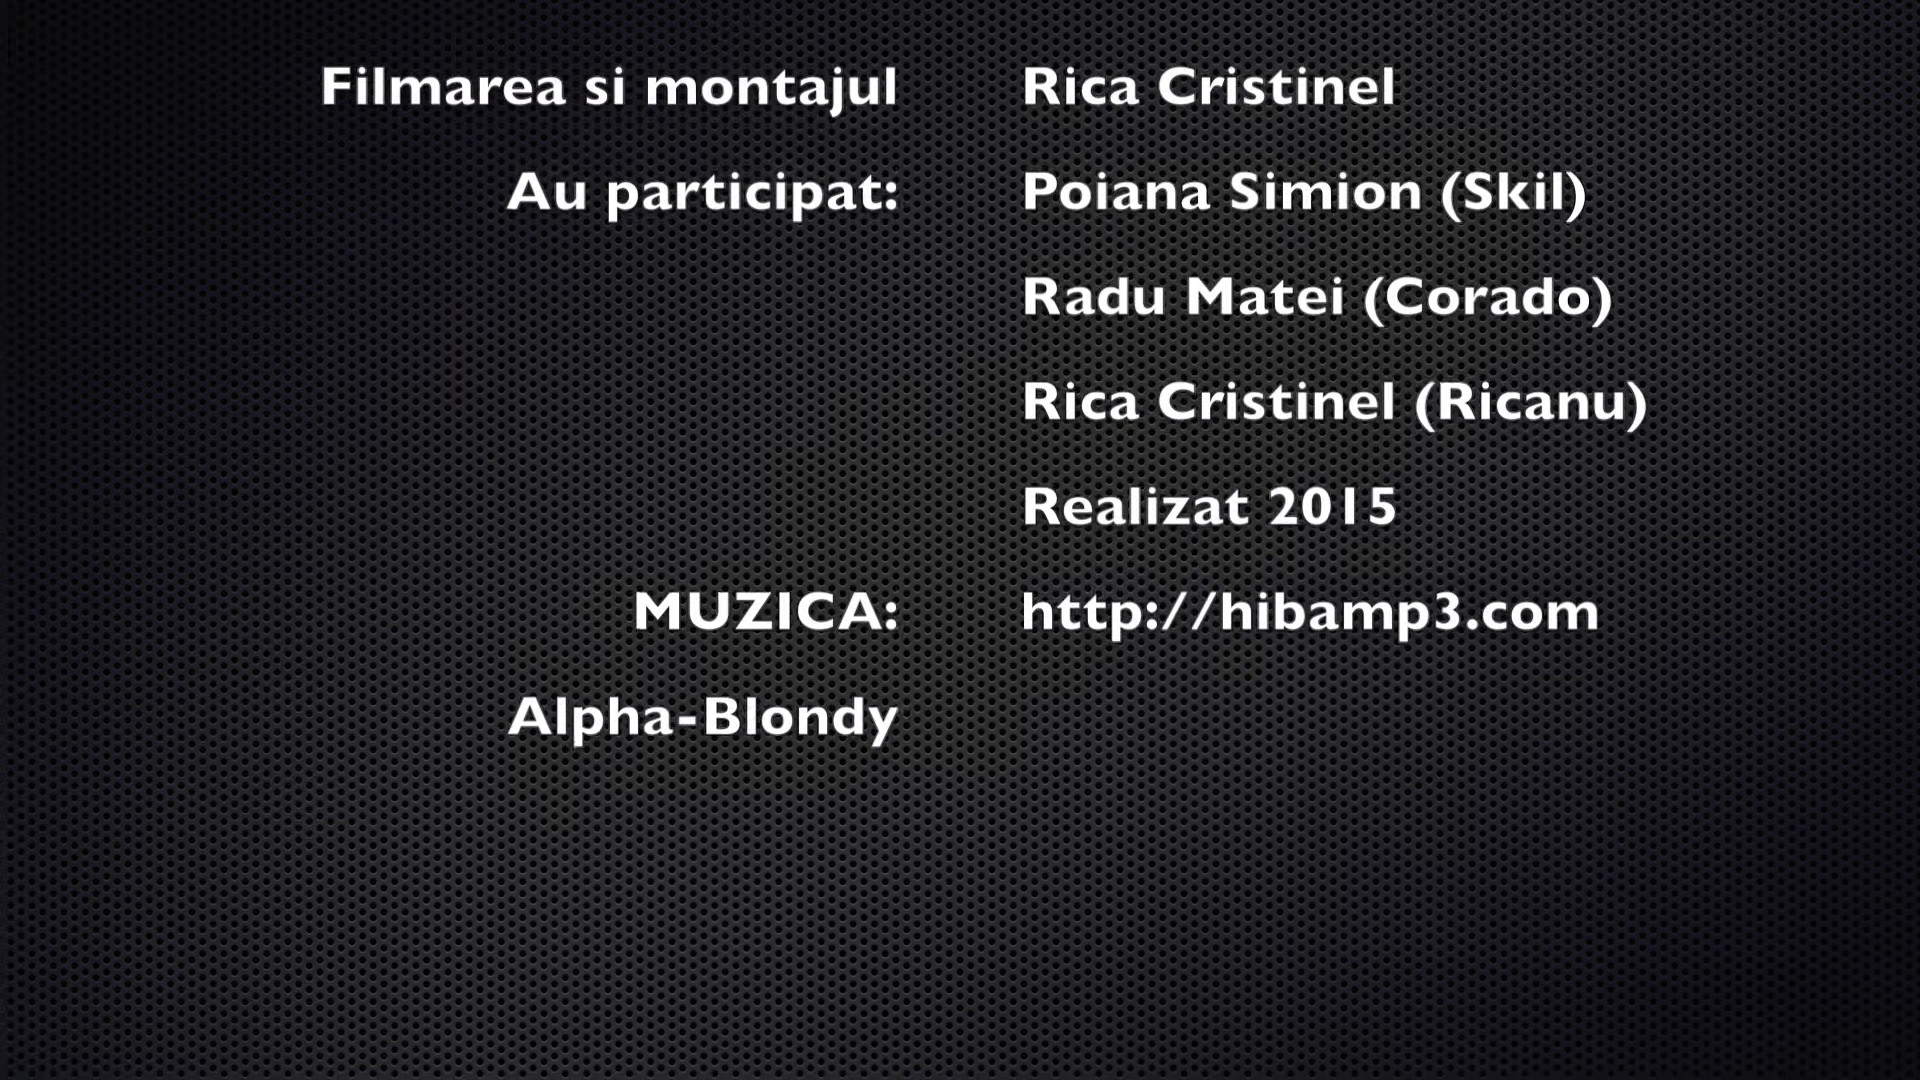 Filmarea si montajul Rica Cristinel
Au participat: Poiana Simion (Skil)
Radu Matei (Corado)
Rica Cristinel (Ricanu)
Realizat 2015
MUZICA: http://hibamp3.com
Alpha-Blondy